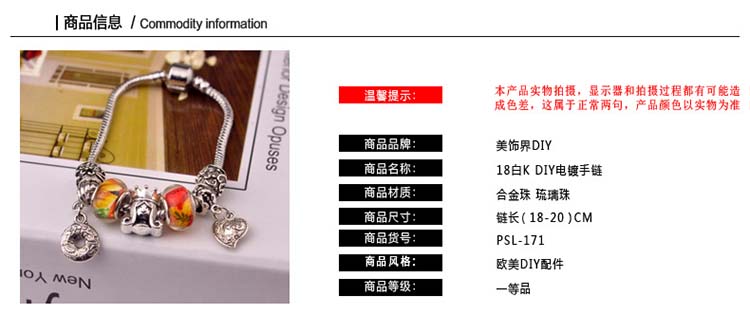 商品信息 / Commodity information
温馨提示:
本产品实物拍摄，显示器和拍摄过程都有可能造
成色差，这属于正常两句，产品颜色以实物为准
商品品牌: 美饰界DIY
商品名称: 18白K DIY电镀手链
商品材质: 合金珠 琉璃珠
商品尺寸: 链长(18-20)CM
商品货号: PSL-171
商品风格: 欧美DIY配件
商品等级: 一等品
Interior Design Opuses
New York